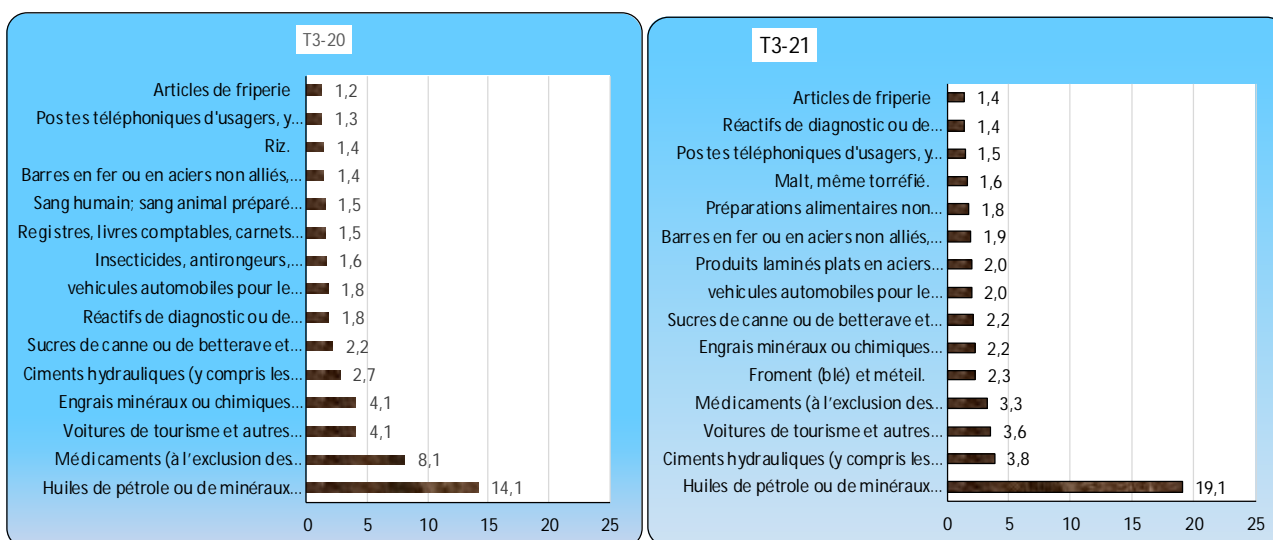 T3-20
Articles de friperie 1,2
Postes téléphoniques d'usagers, y... 1,3
Riz. 1,4
Barres en fer ou en aciers non alliés,... 1,4
Sang humain; sang animal préparé... 1,5
Registres, livres comptables, carnets... 1,5
Insecticides, antirongeurs,... 1,6
vehicules automobiles pour le... 1,8
Réactifs de diagnostic ou de... 1,8
Sucres de canne ou de betterave et... 2,2
Ciments hydrauliques (y compris les... 2,7
Engrais minéraux ou chimiques... 4,1
Voitures de tourisme et autres... 4,1
Médicaments (à l'exclusion des... 8,1
Huiles de pétrole ou de minéraux... 14,1
0 5 10 15 20 25
T3-21
Articles de friperie 1,4
Réactifs de diagnostic ou de... 1,4
Postes téléphoniques d'usagers, y... 1,5
Malt, même torréfié. 1,6
Préparations alimentaires non... 1,8
Barres en fer ou en aciers non alliés,... 1,9
Produits laminés plats en aciers... 2,0
vehicules automobiles pour le... 2,0
Sucres de canne ou de betterave et... 2,2
Engrais minéraux ou chimiques... 2,2
Froment (blé) et méteil. 2,3
Médicaments (à l'exclusion des... 3,3
Voitures de tourisme et autres... 3,6
Ciments hydrauliques (y compris les... 3,8
Huiles de pétrole ou de minéraux... 19,1
0 5 10 15 20 25